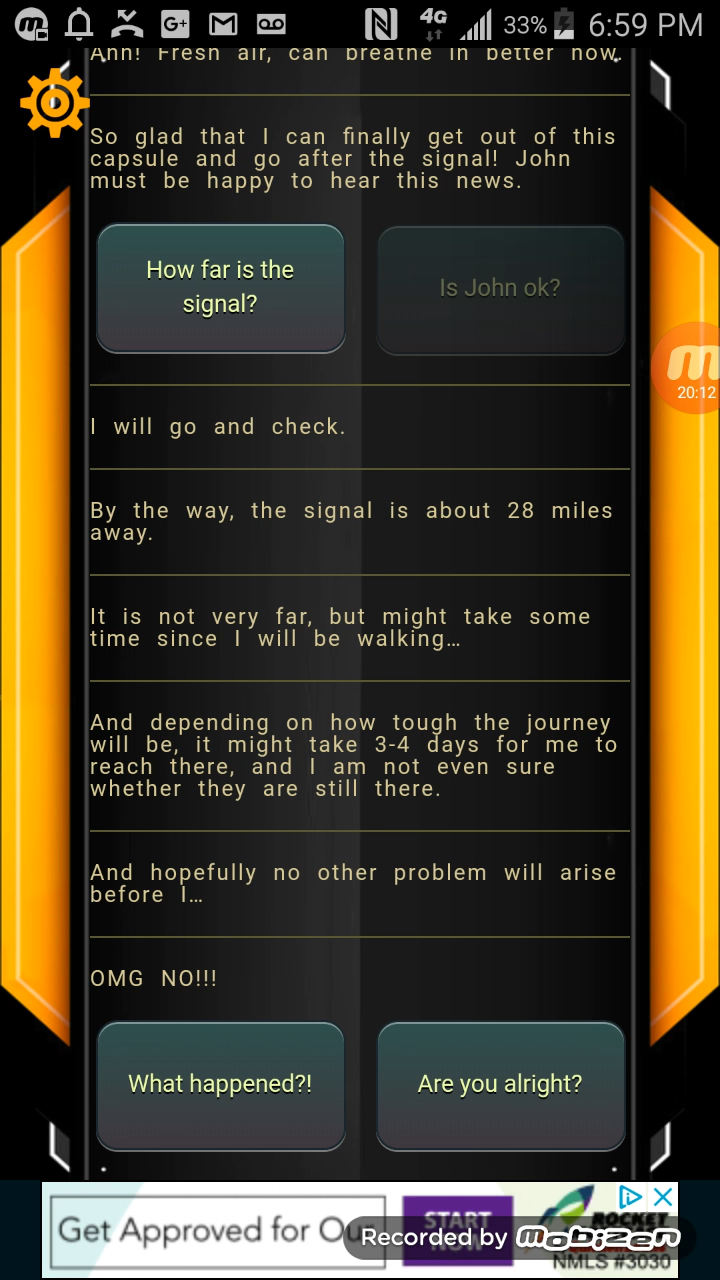 4G 33% 6:59 PM
G+
Ahh! Fresh air, can breathe in better now.
So glad that I can finally get out of this
capsule and go after the signal! John
must be happy to hear this news.
How far is the
signal?
Is John ok?
20:12
I will go and check.
By the way, the signal is about 28 miles
away.
It is not very far, but might take some
time since I will be walking…
And depending on how tough the journey
will be, it might take 3-4 days for me to
reach there, and I am not even sure
whether they are still there.
And hopefully no other problem will arise
before I…
OMG NO!!!
What happened?!
Are you alright?
Get Approved for Our
START
NOW
ROCKET
Recorded by mobizen
NMLS #3030